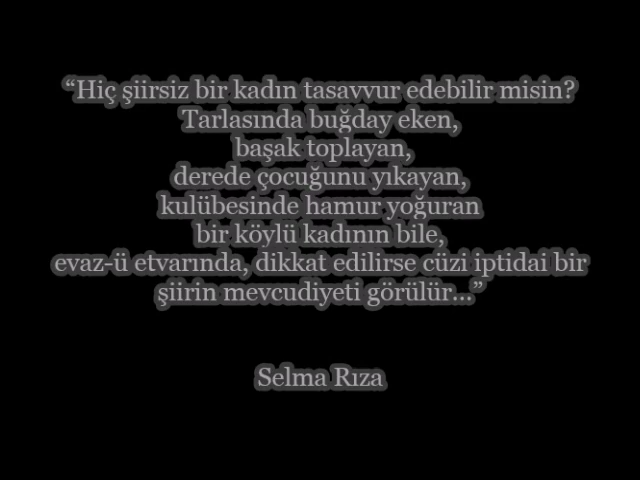 “Hiç şiirsiz bir kadın tasavvur edebilir misin?
Tarlasında buğday eken,
başak toplayan,
derede çocuğunu yıkayan,
kulübesinde hamur yoğuran
bir köylü kadının bile,
evaz-ü etvarında, dikkat edilirse cüzi iptidai bir
şiirin mevcudiyeti görülür...”
Selma Rıza